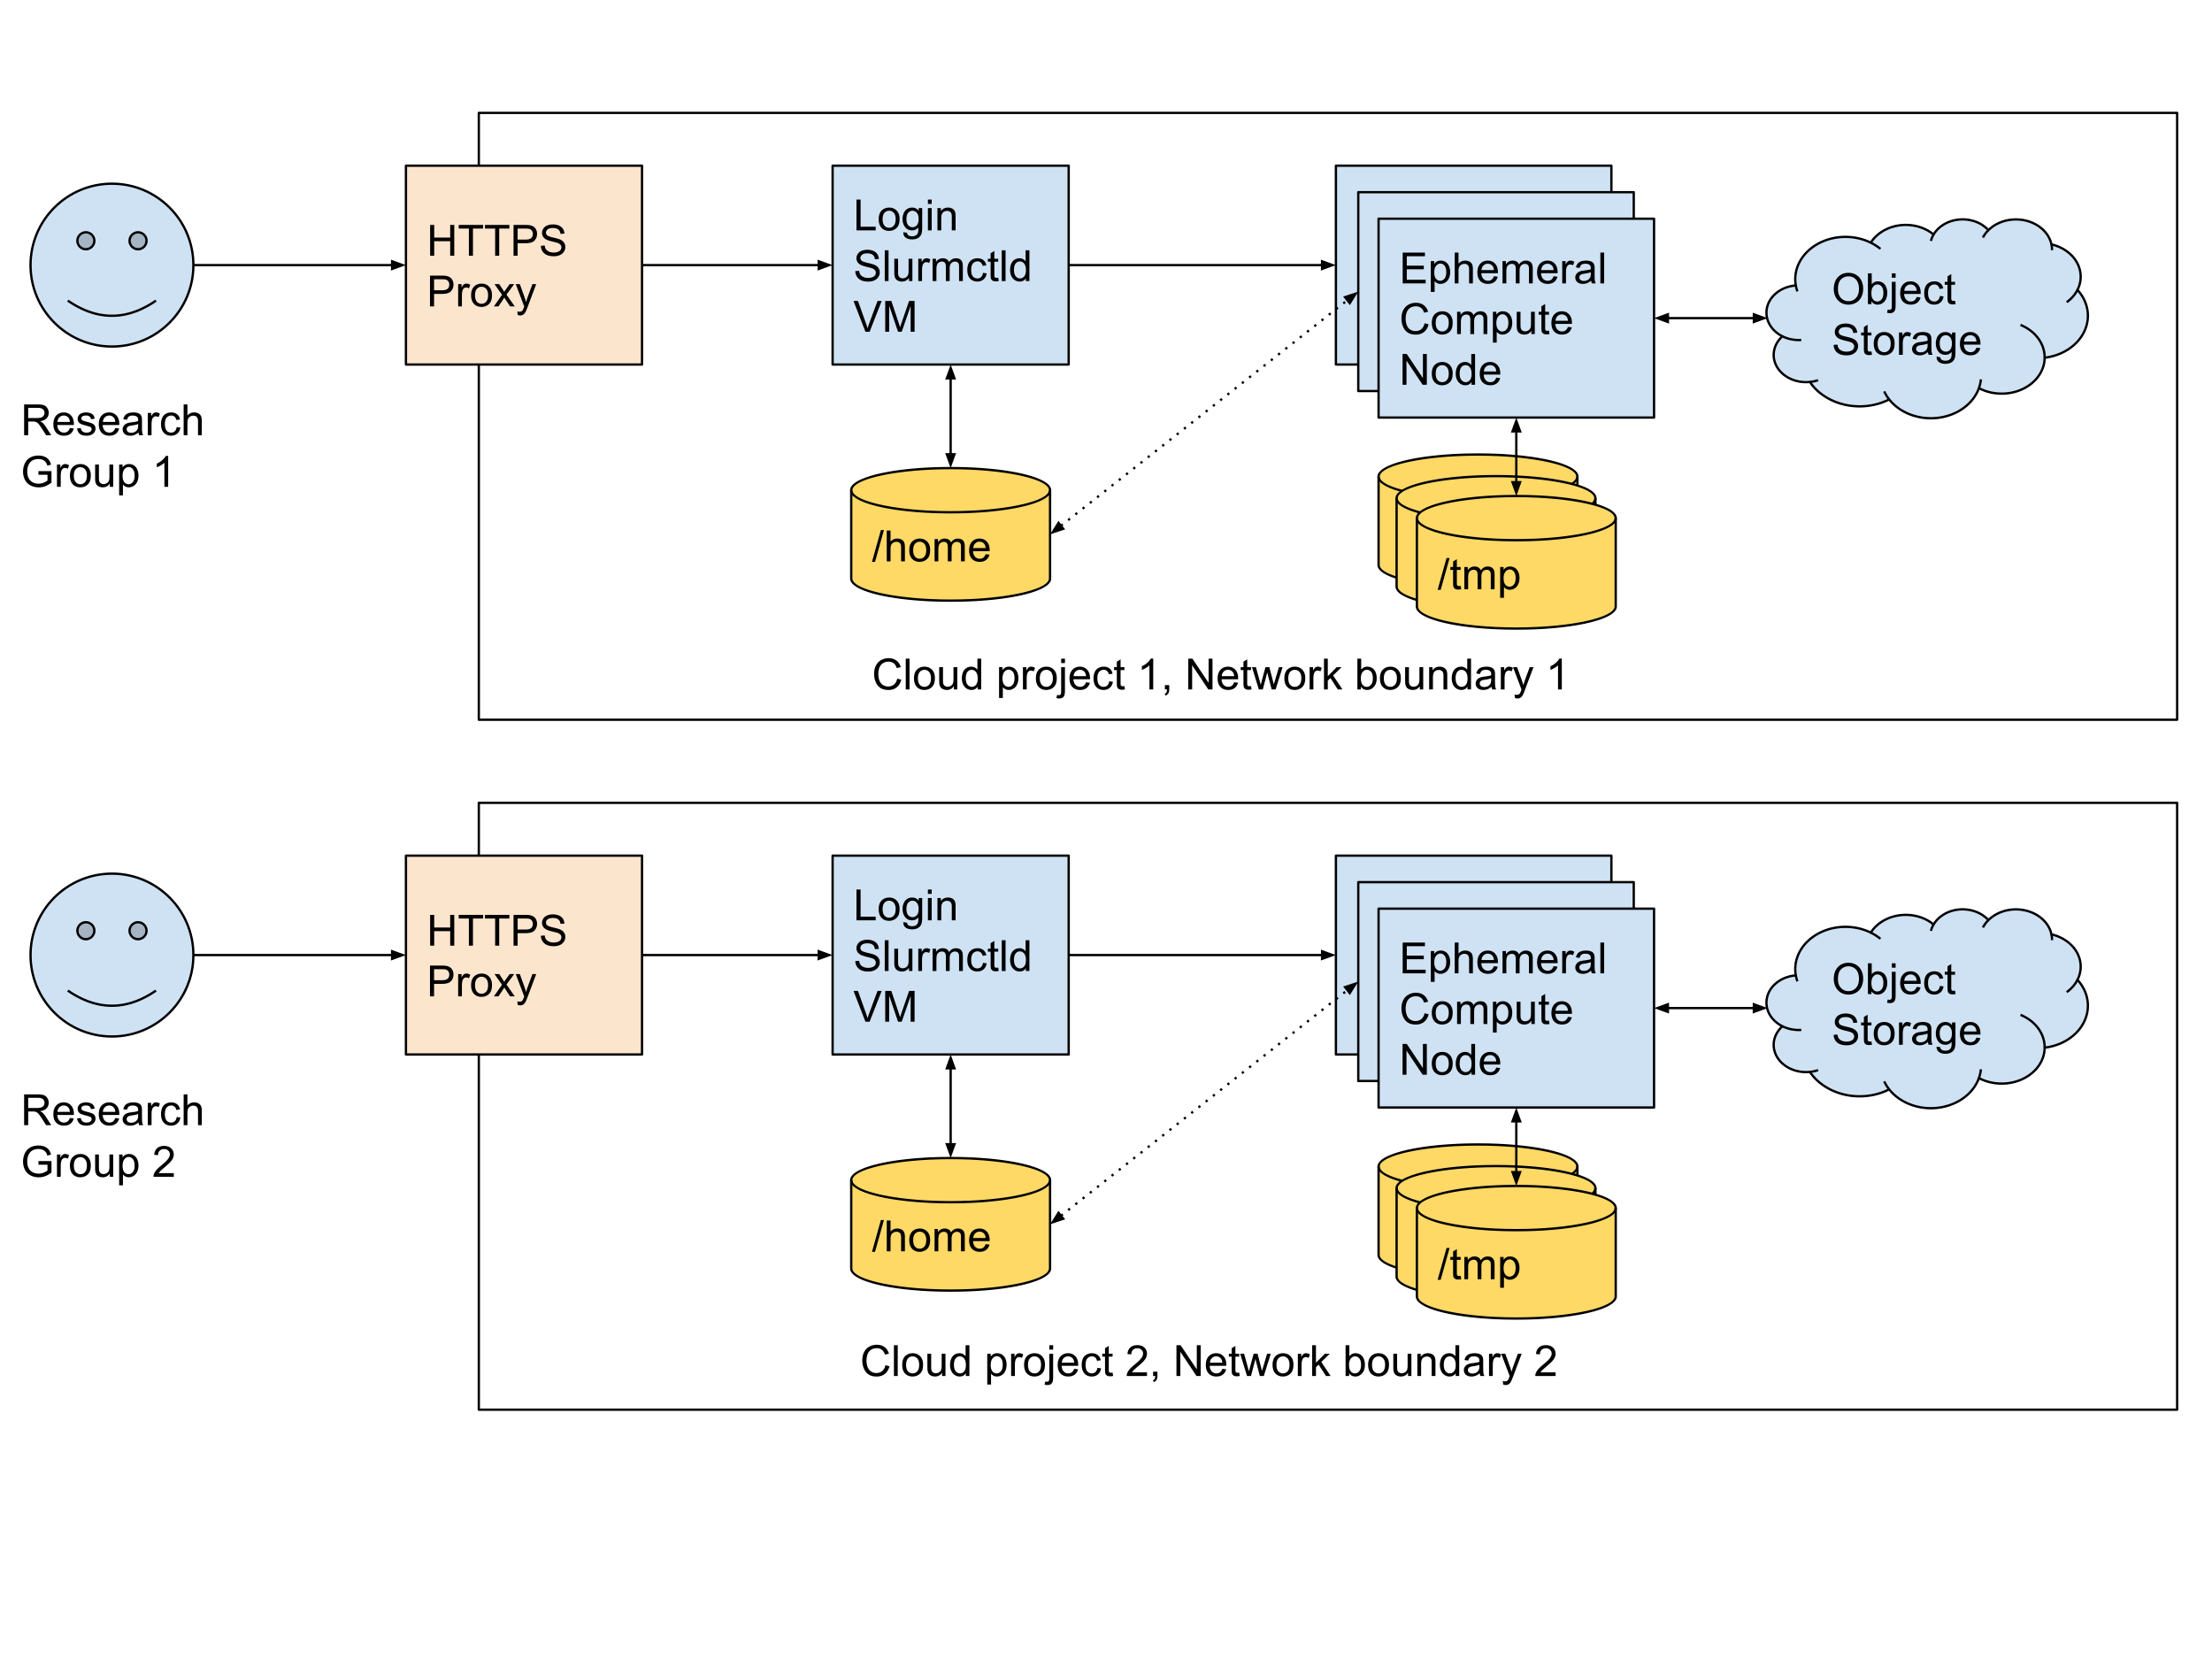 HTTPS
Proxy
Login
Slurmctld
VM
Ephemeral
Compute
Node
Object
Storage
Research
Group 1
/home
/tmp
Cloud project 1, Network boundary 1
HTTPS
Proxy
Login
Slurmctld
VM
Ephemeral
Compute
Node
Object
Storage
Research
Group 2
/home
/tmp
Cloud project 2, Network boundary 2